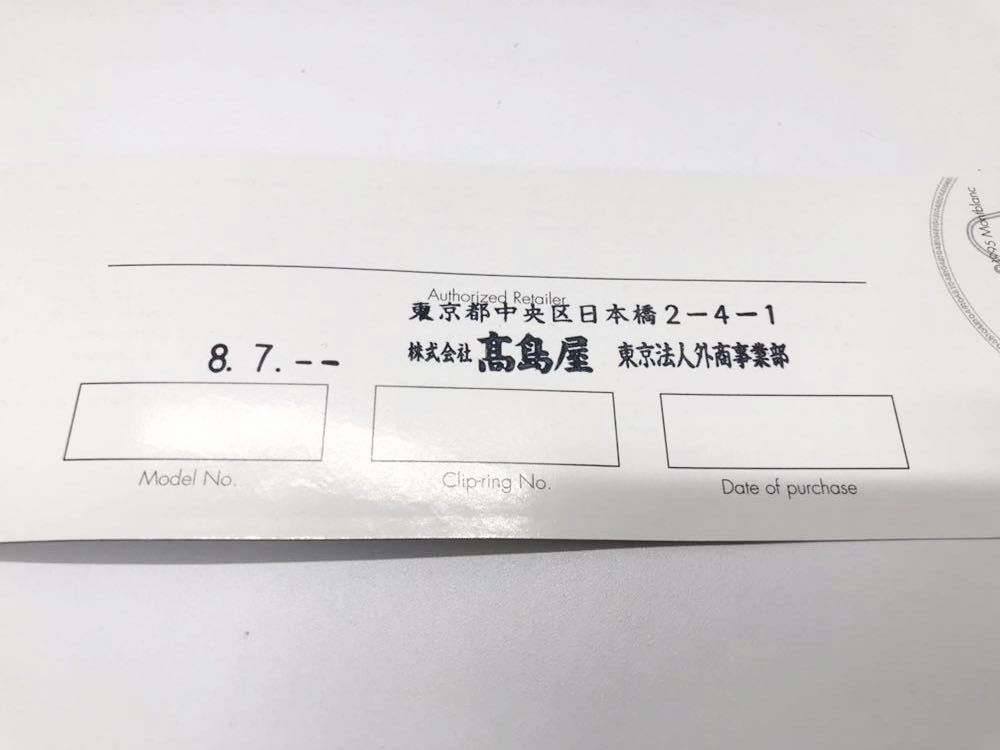 Authorized Retailer
東京都中央区日本橋2-4-1
8. 7. --
株式会社 髙島屋 東京法人外商事業部
Model No.
Clip-ring No.
Date of purchase
©1995 Montblanc